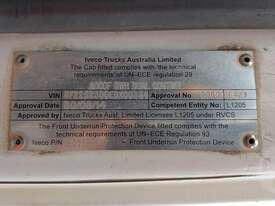 Iveco Trucks Australia Limited
The Cab fitted complies with the technical
requirements of UN-ECE regulation 29
VIN
Approval No
Approval Date
Competent Entity No: L1205
Approved by Iveco Trucks Aust. Limited Licenses L1205 under RVCS
The Front Underrun Protection Device fitted complies
with the technical requirements of UN-ECE Regulation 93
Iveco P/N - Front Underrun Protection Device